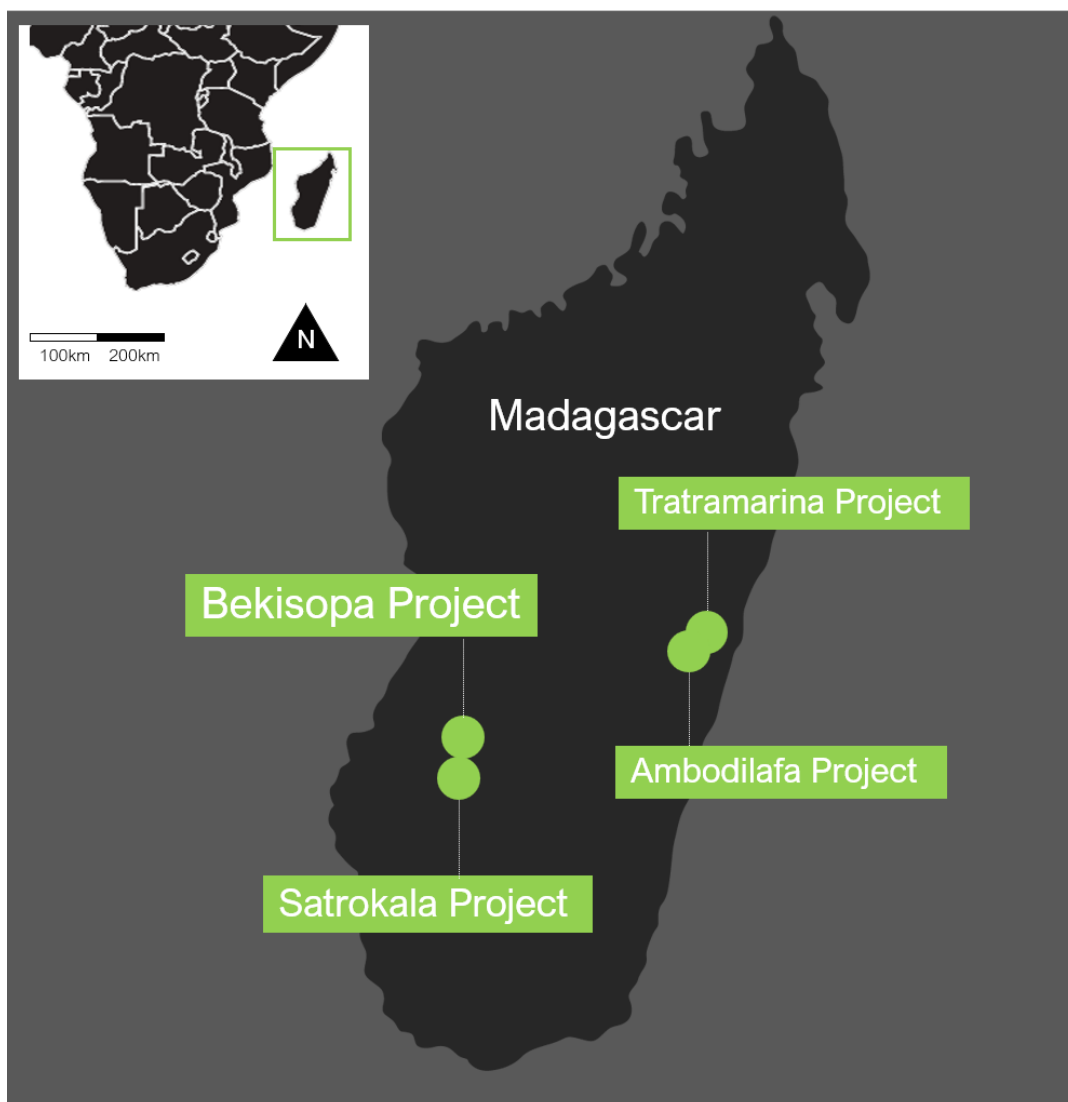 100km 200km
N
Madagascar
Tratramarina Project
Bekisopa Project
Ambodilafa Project
Satrokala Project